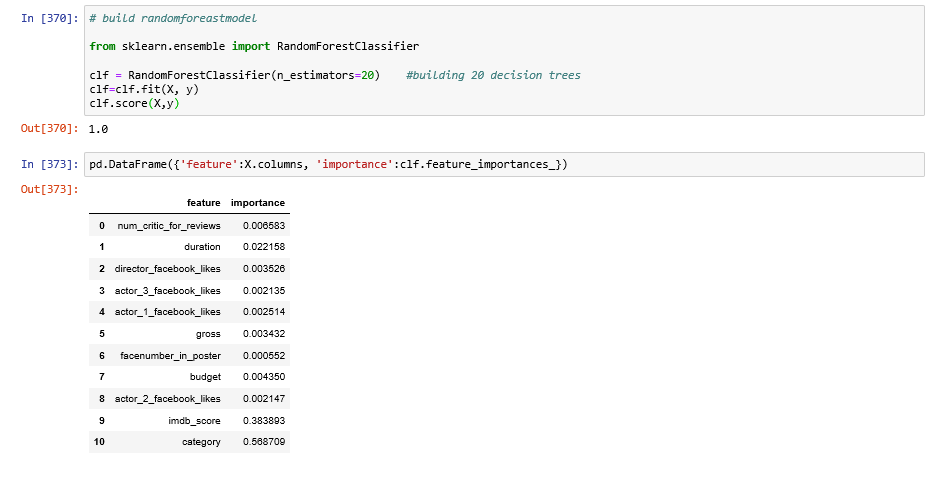 In [370]: # build randomforeastmodel
from sklearn.ensemble import RandomForestClassifier
clf = RandomForestClassifier(n_estimators=20)    #building 20 decision trees
clf=clf.fit(X, y)
clf.score(X,y)
Out[370]: 1.0
In [373]: pd.DataFrame({'feature':X.columns, 'importance':clf.feature_importances_})
Out[373]:
feature importance
0 num_critic_for_reviews 0.006583
1 duration 0.022158
2 director_facebook_likes 0.003526
3 actor_3_facebook_likes 0.002135
4 actor_1_facebook_likes 0.002514
5 gross 0.003432
6 facenumber_in_poster 0.000552
7 budget 0.004350
8 actor_2_facebook_likes 0.002147
9 imdb_score 0.383893
10 category 0.568709